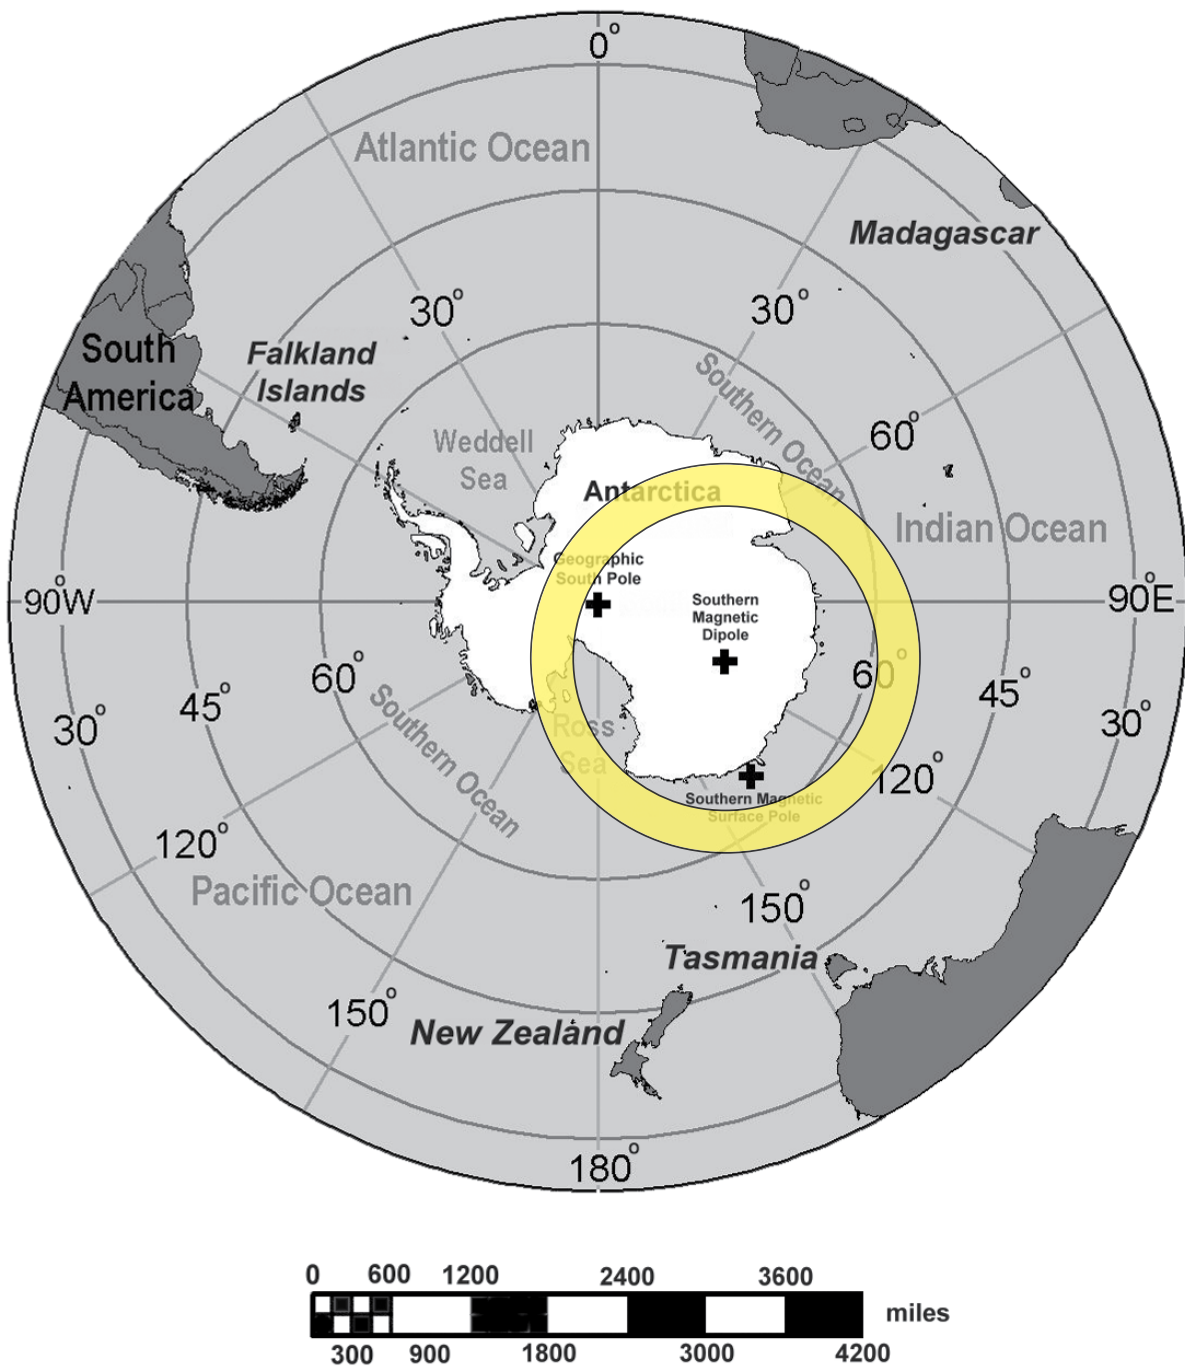 0°
Atlantic Ocean
Madagascar
30°
30°
South
America
Falkland
Islands
Southern Ocean
60°
Weddell
Sea
Antarctica
Indian Ocean
Geographic
South Pole
90°W
90°E
Southern
Magnetic
Dipole
60°
60°
45°
45°
30°
30°
Southern Ocean
Ross
Sea
120°
Southern Magnetic
Surface Pole
120°
Pacific Ocean
150°
Tasmania
150°
New Zealand
180°
0 600 1200 2400 3600
miles
300 900 1800 3000 4200